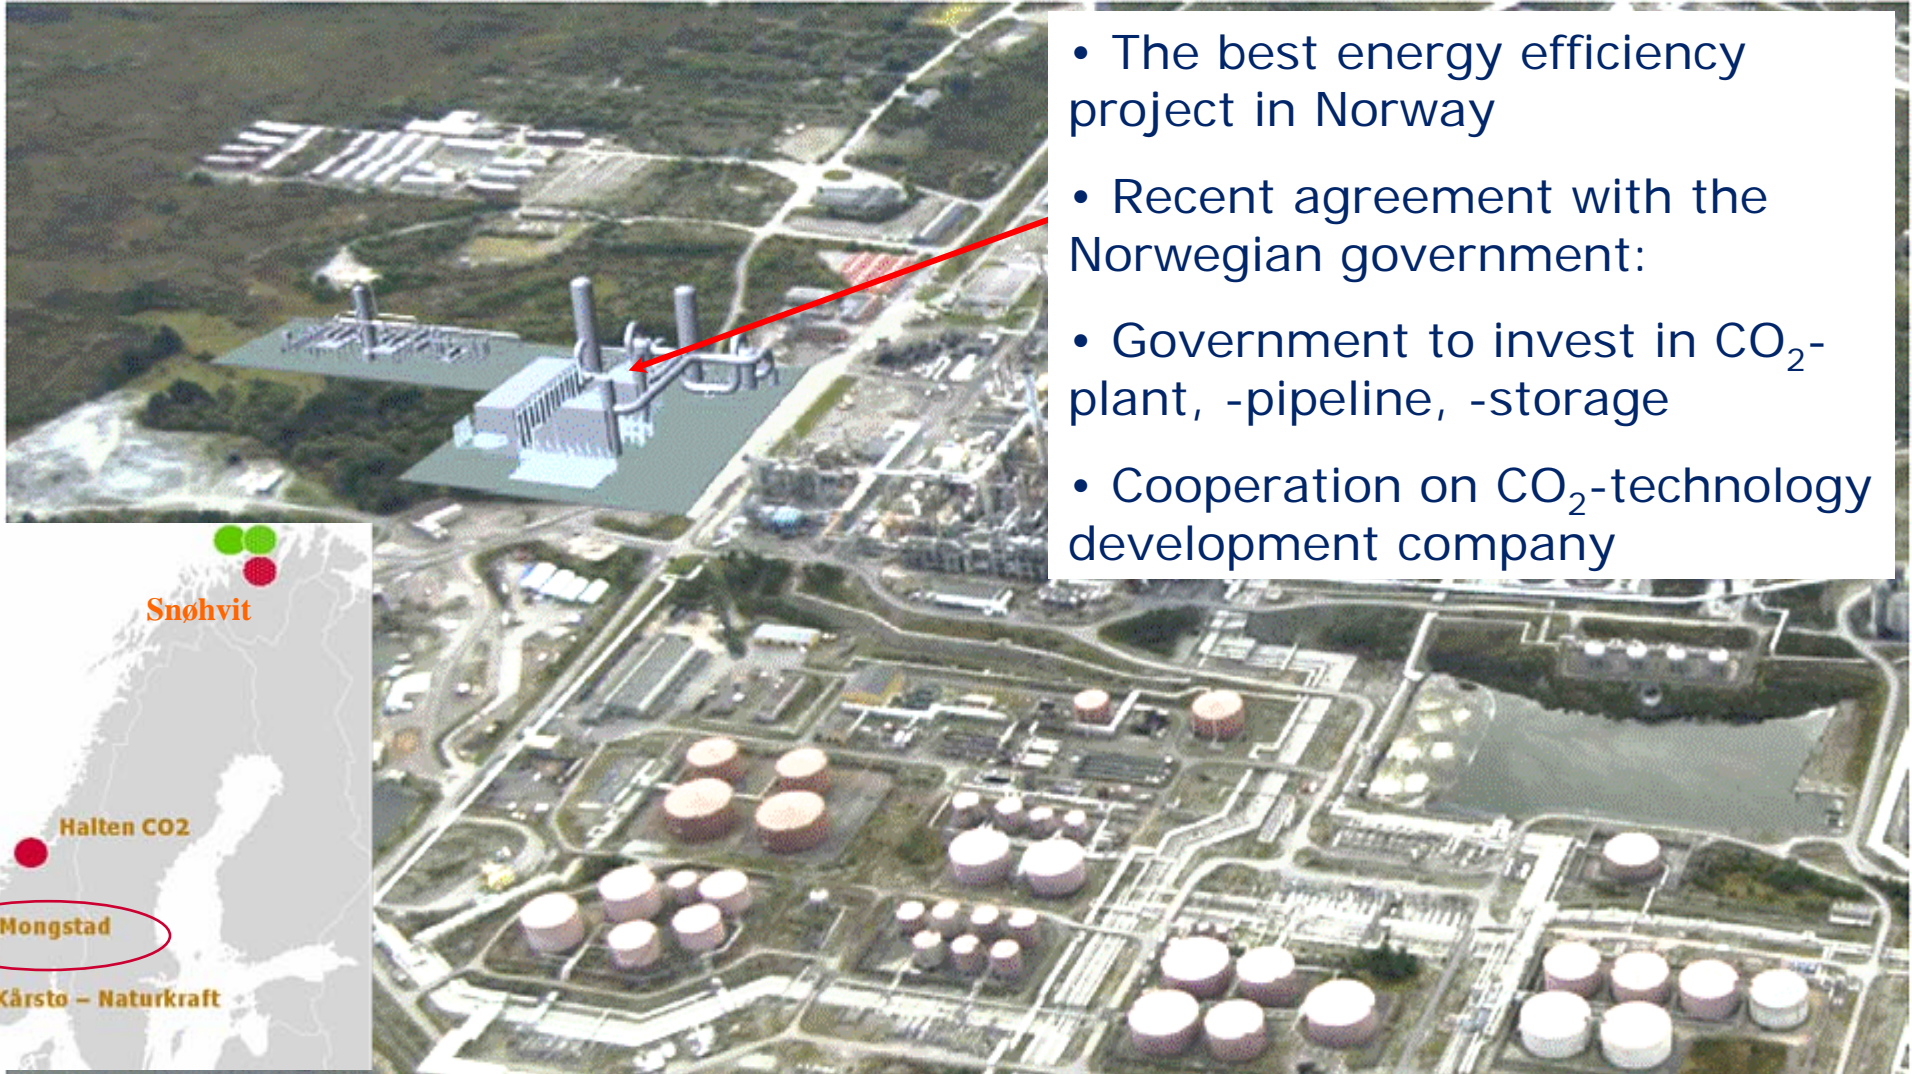 • The best energy efficiency
project in Norway
• Recent agreement with the
Norwegian government:
• Government to invest in CO₂-
plant, -pipeline, -storage
• Cooperation on CO₂-technology
development company
Snøhvit
Halten CO2
Mongstad
Kårsto – Naturkraft